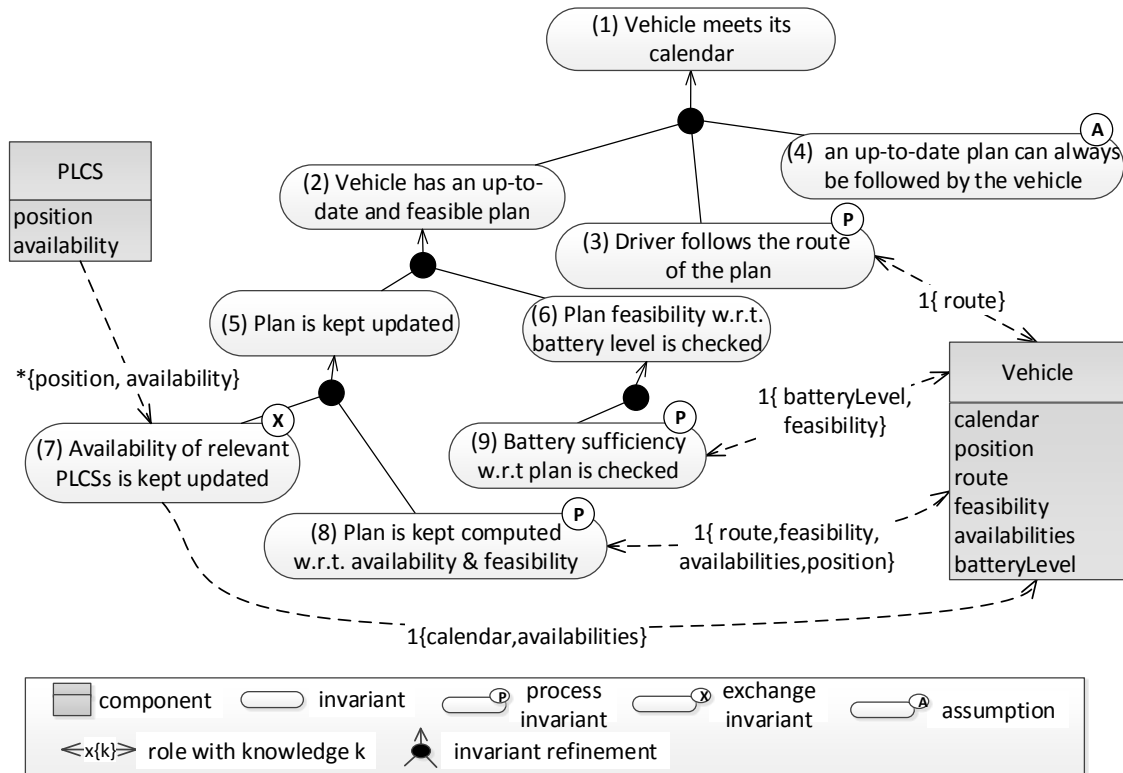 (1) Vehicle meets its
calendar
A
(4) an up-to-date plan can always
be followed by the vehicle
PLCS
position
availability
(2) Vehicle has an up-to-
date and feasible plan
P
(3) Driver follows the route
of the plan
1{ route}
(5) Plan is kept updated
(6) Plan feasibility w.r.t.
battery level is checked
*{position, availability}
Vehicle
calendar
position
route
feasibility
availabilities
batteryLevel
1{ batteryLevel,
feasibility}
X
(7) Availability of relevant
PLCSs is kept updated
P
(9) Battery sufficiency
w.r.t plan is checked
P
(8) Plan is kept computed
w.r.t. availability & feasibility
1{ route,feasibility,
availabilities,position}
1{calendar,availabilities}
component
invariant
P
process
invariant
X
exchange
invariant
A
assumption
x{k}
role with knowledge k
invariant refinement